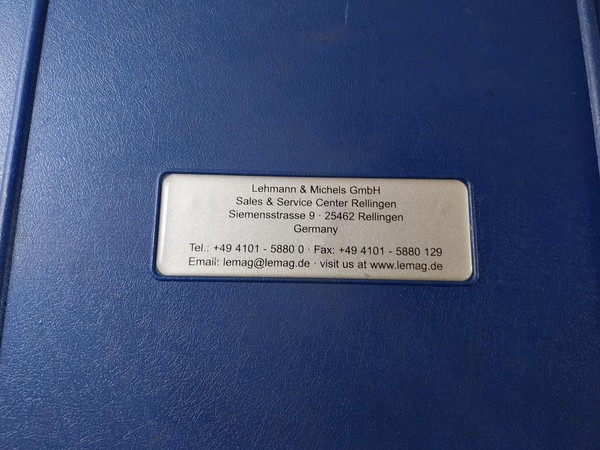 Lehmann & Michels GmbH
Sales & Service Center Rellingen
Siemensstrasse 9 · 25462 Rellingen
Germany
Tel.: +49 4101 - 5880 0 · Fax: +49 4101 - 5880 129
Email: lemag@lemag.de · visit us at www.lemag.de